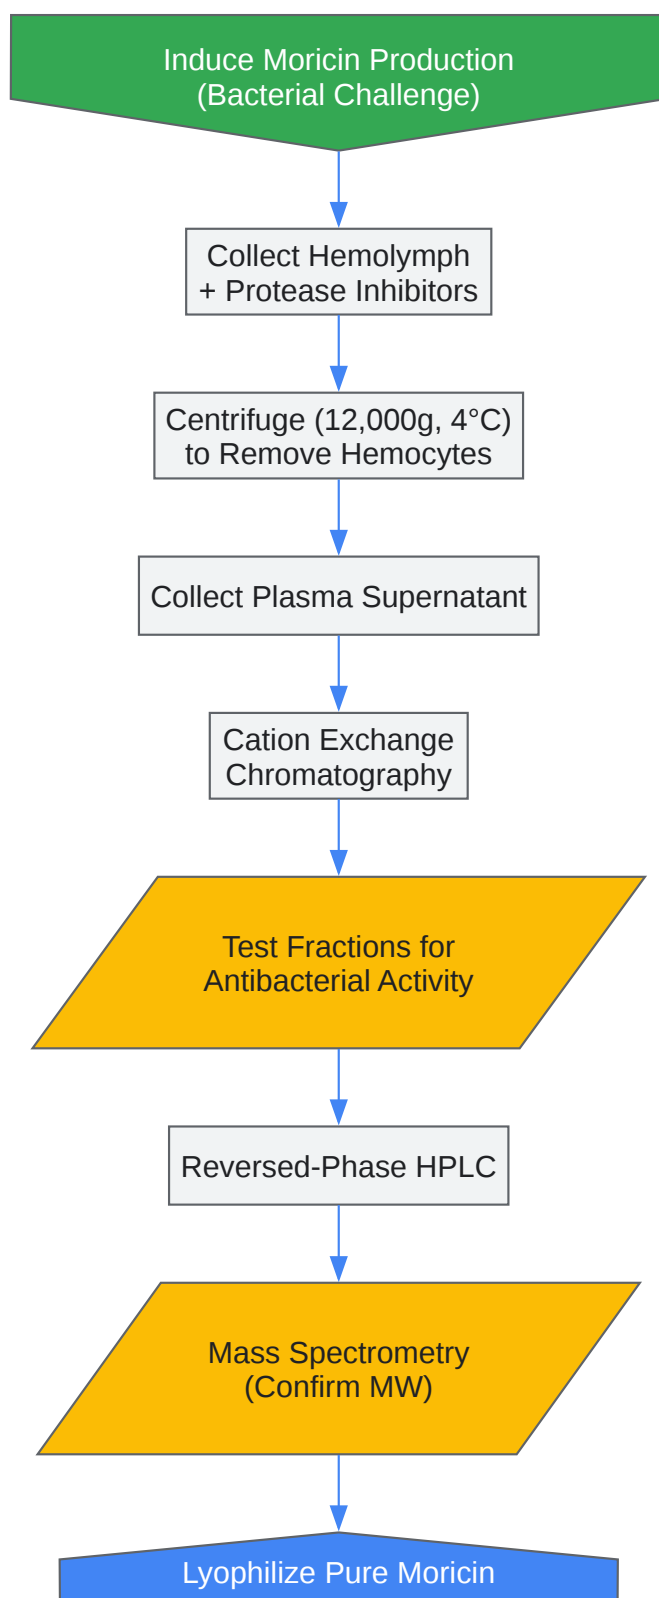 Induce Moricin Production
(Bacterial Challenge)
Collect Hemolymph
+ Protease Inhibitors
Centrifuge (12,000g, 4°C)
to Remove Hemocytes
Collect Plasma Supernatant
Cation Exchange
Chromatography
Test Fractions for
Antibacterial Activity
Reversed-Phase HPLC
Mass Spectrometry
(Confirm MW)
Lyophilize Pure Moricin